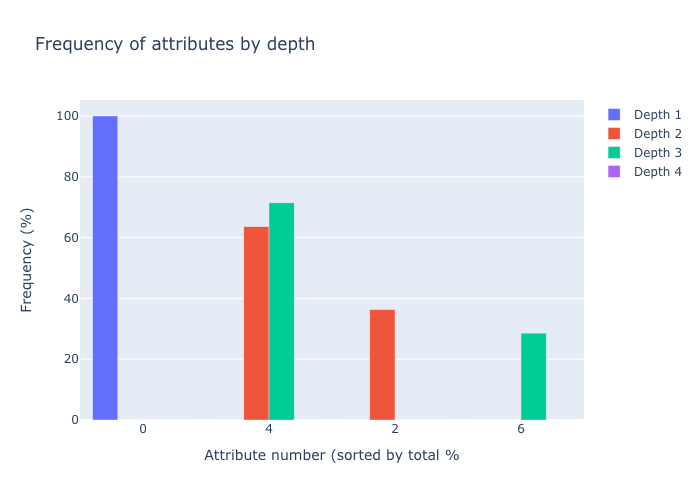 Frequency of attributes by depth
Depth 1
Depth 2
Depth 3
Depth 4
Frequency (%)
100
80
60
40
20
0
0 4 2 6
Attribute number (sorted by total %